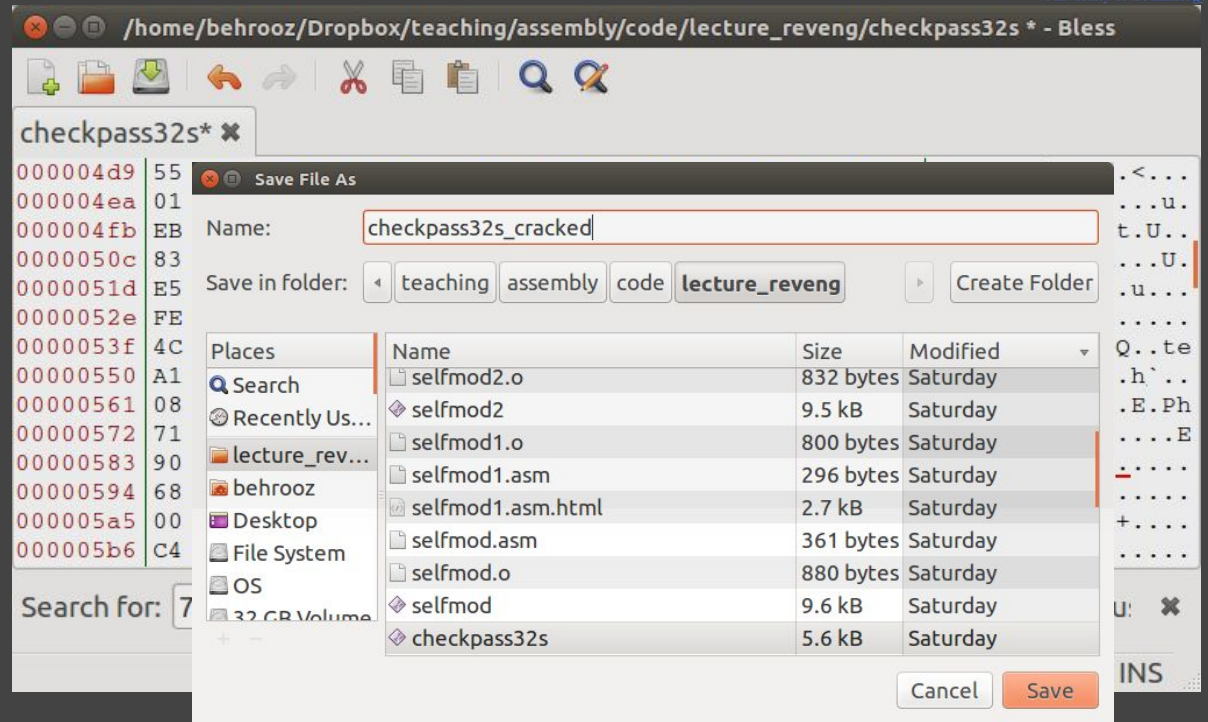 /home/behrooz/Dropbox/teaching/assembly/code/lecture_reveng/checkpass32s * - Bless
checkpass32s*
000004d9 55 .<...
000004ea 01 ...u.
000004fb EB t.U..
0000050c 83 ...U.
0000051d E5 .u...
0000052e FE .....
0000053f 4C Q..te
00000550 A1 .h`..
00000561 08 .E.Ph
00000572 71 ....E
00000583 90 .....
00000594 68 .....
000005a5 00 +....
000005b6 C4 .....
Save File As
Name: checkpass32s_cracked
Save in folder: teaching assembly code lecture_reveng Create Folder
Places
Search
Recently Us...
lecture_rev...
behrooz
Desktop
File System
OS
32 GB Volume
Name Size Modified
selfmod2.o 832 bytes Saturday
selfmod2 9.5 kB Saturday
selfmod1.o 800 bytes Saturday
selfmod1.asm 296 bytes Saturday
selfmod1.asm.html 2.7 kB Saturday
selfmod.asm 361 bytes Saturday
selfmod.o 880 bytes Saturday
selfmod 9.6 kB Saturday
checkpass32s 5.6 kB Saturday
Cancel Save
Search for: 7
INS